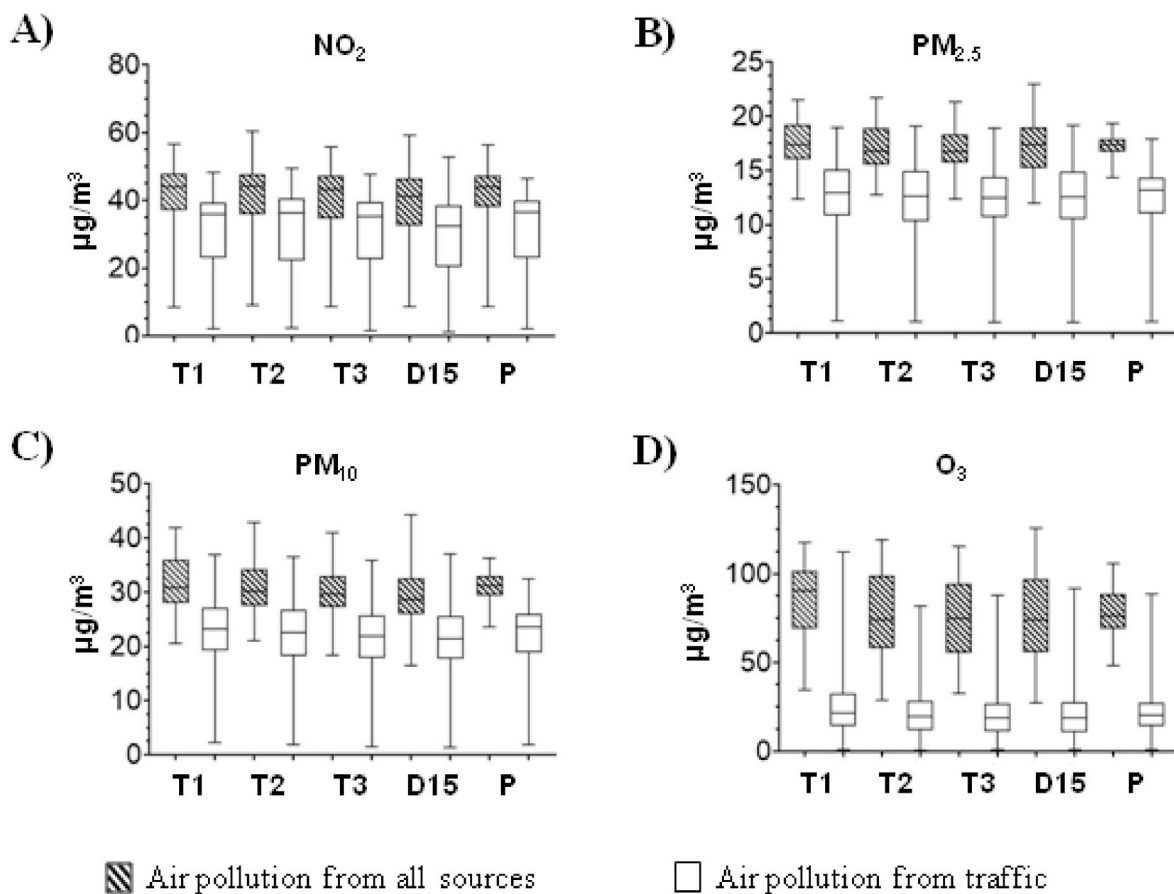 A)
NO₂
µg/m³
80
60
40
20
0
T1 T2 T3 D15 P
B)
PM₂.₅
µg/m³
25
20
15
10
5
0
T1 T2 T3 D15 P
C)
PM₁₀
µg/m³
50
40
30
20
10
0
T1 T2 T3 D15 P
D)
O₃
µg/m³
150
100
50
0
T1 T2 T3 D15 P
Air pollution from all sources
Air pollution from traffic